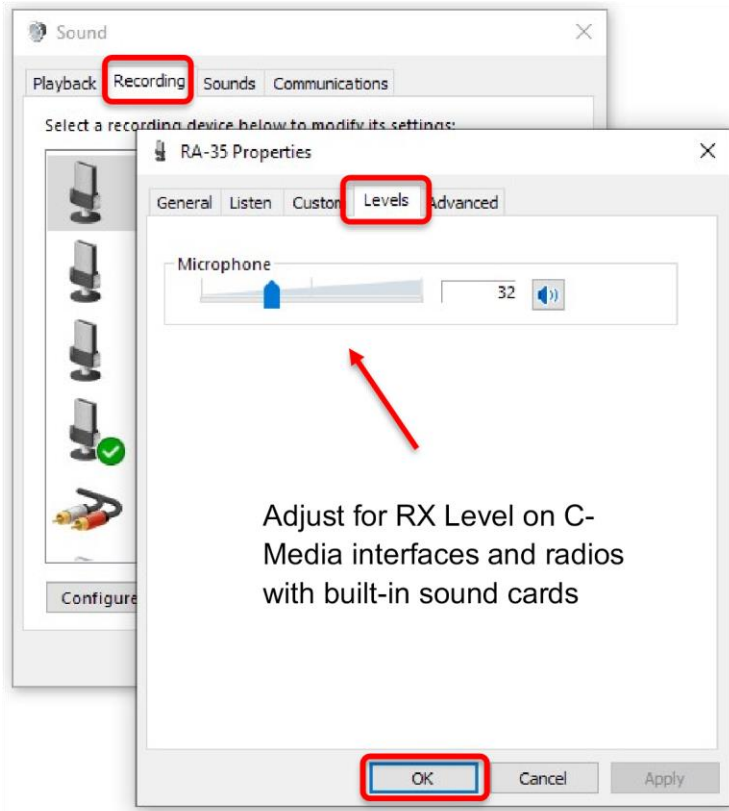 Sound
Playback Recording Sounds Communications
Select a recording device below to modify its settings:
RA-35 Properties
General Listen Custom Levels Advanced
Microphone
32
Adjust for RX Level on C-
Media interfaces and radios
with built-in sound cards
Configure
OK Cancel Apply